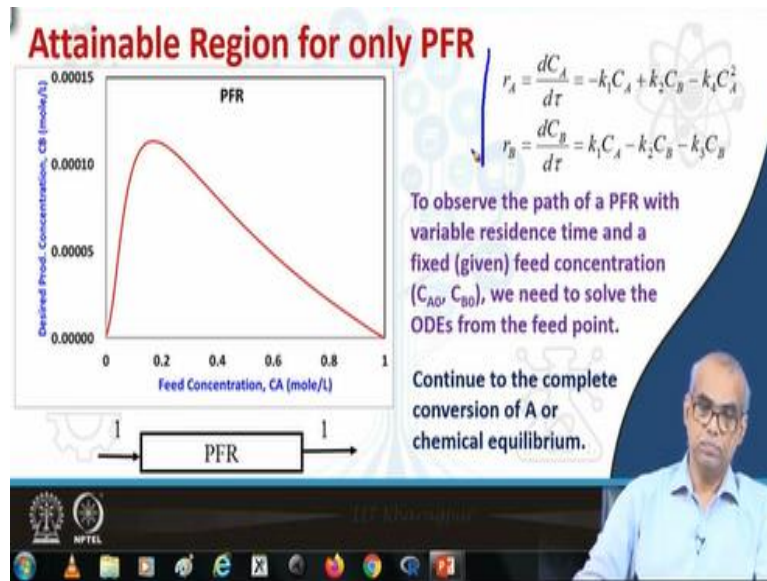 Attainable Region for only PFR
0.00015
0.00010
0.00005
0.00000
Desired Prod. Concentration, CB (mole/L)
PFR
0 0.2 0.4 0.6 0.8 1
Feed Concentration, CA (mole/L)
1 PFR 1
r_A = dC_A/dτ = -k_1C_A + k_2C_B - k_4C_A^2
r_B = dC_B/dτ = k_1C_A - k_2C_B - k_3C_B
To observe the path of a PFR with
variable residence time and a
fixed (given) feed concentration
(C_A0, C_B0), we need to solve the
ODEs from the feed point.
Continue to the complete
conversion of A or
chemical equilibrium.
NPTEL
IIT Kharagpur